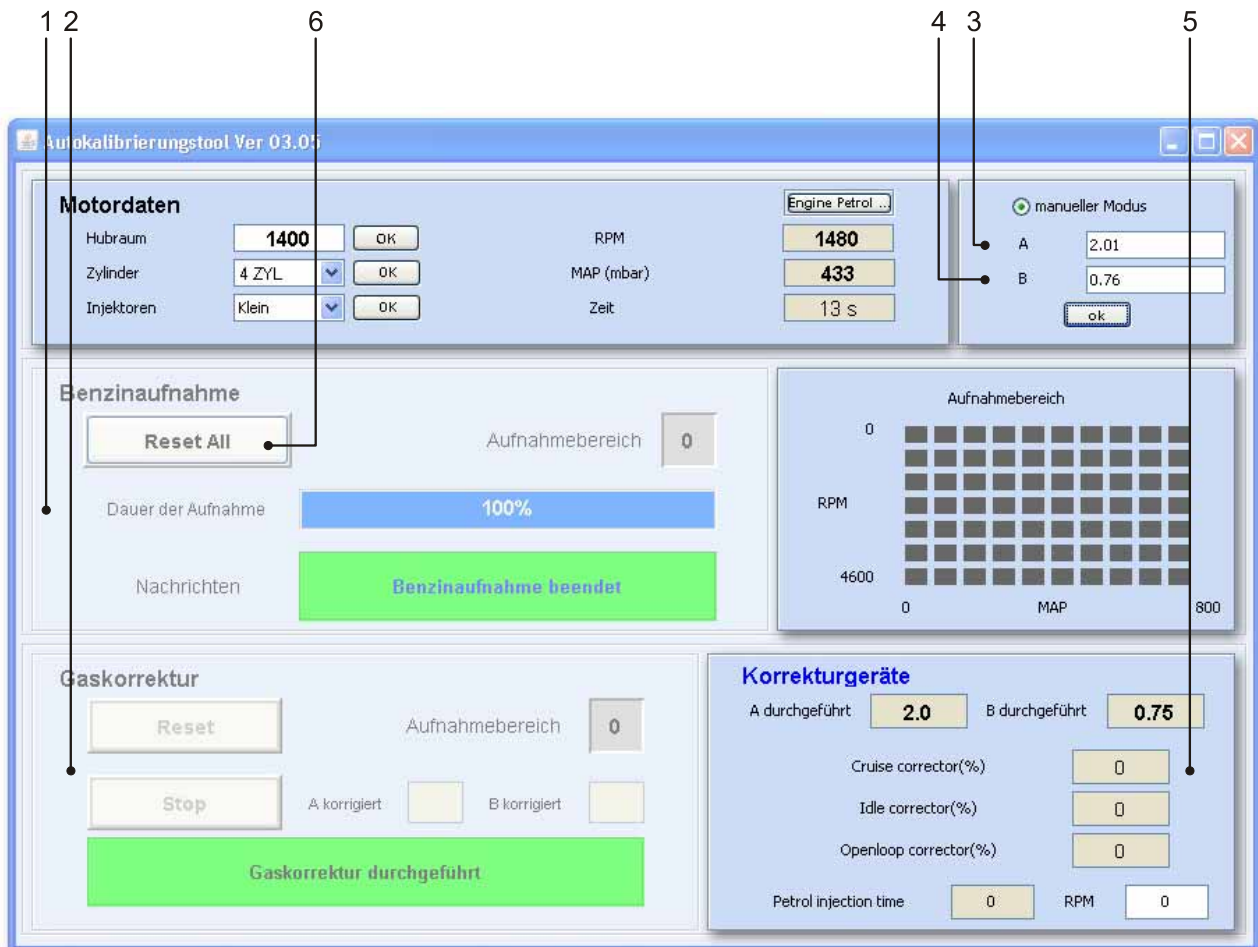 1 2 6 4 3 5
Autokalibrierungstool Ver 03.05
Motordaten
Engine Petrol ...
Hubraum 1400 OK RPM 1480
Zylinder 4 ZYL OK MAP (mbar) 433
Injektoren Klein OK Zeit 13 s
manueller Modus
A 2.01
B 0.76
ok
Benzinaufnahme
Reset All 6 Aufnahmebereich 0
Dauer der Aufnahme 100%
Nachrichten Benzinaufnahme beendet
Aufnahmebereich
0
RPM
4600
0 MAP 800
Gaskorrektur
Reset Aufnahmebereich 0
Stop A korrigiert B korrigiert
Gaskorrektur durchgeführt
Korrekturgeräte
A durchgeführt 2.0 B durchgeführt 0.75
Cruise corrector(%) 0
Idle corrector(%) 0
Openloop corrector(%) 0
Petrol injection time 0 RPM 0